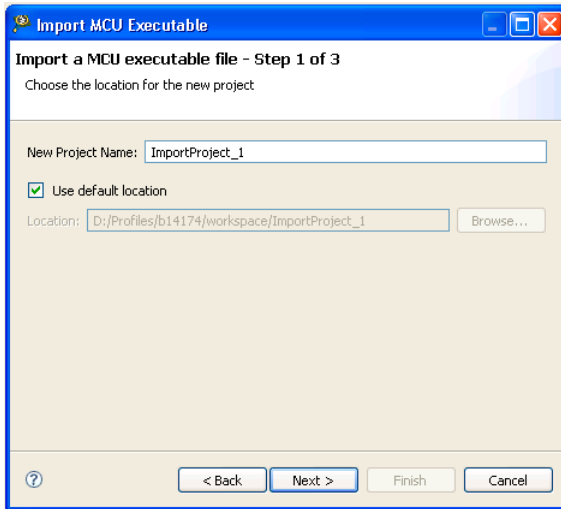 Import MCU Executable
Import a MCU executable file - Step 1 of 3
Choose the location for the new project
New Project Name: ImportProject_1
Use default location
Location: D:/Profiles/b14174/workspace/ImportProject_1 Browse...
? < Back Next > Finish Cancel